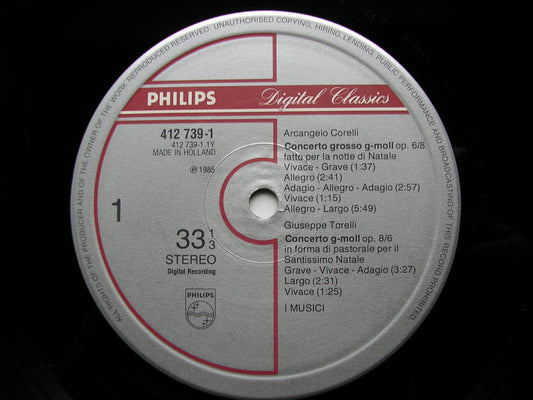 ALL RIGHTS OF THE PRODUCER AND OF THE OWNER OF THE WORK REPRODUCED RESERVED. UNAUTHORISED COPYING, HIRING, LENDING, PUBLIC PERFORMANCE AND BROADCASTING OF THIS RECORD PROHIBITED
PHILIPS
Digital Classics
412 739-1
412 739-1 1Y
MADE IN HOLLAND
℗ 1985
1
33 1/3
STEREO
Digital Recording
PHILIPS
Arcangelo Corelli
Concerto grosso g-moll op. 6/8
fatto per la notte di Natale
Vivace - Grave (1:37)
Allegro (2:41)
Adagio - Allegro - Adagio (2:57)
Vivace (1:15)
Allegro - Largo (5:49)
Giuseppe Torelli
Concerto g-moll op. 8/6
in forma di pastorale per il
Santissimo Natale
Grave - Vivace - Adagio (3:27)
Largo (2:31)
Vivace (1:25)
I MUSICI